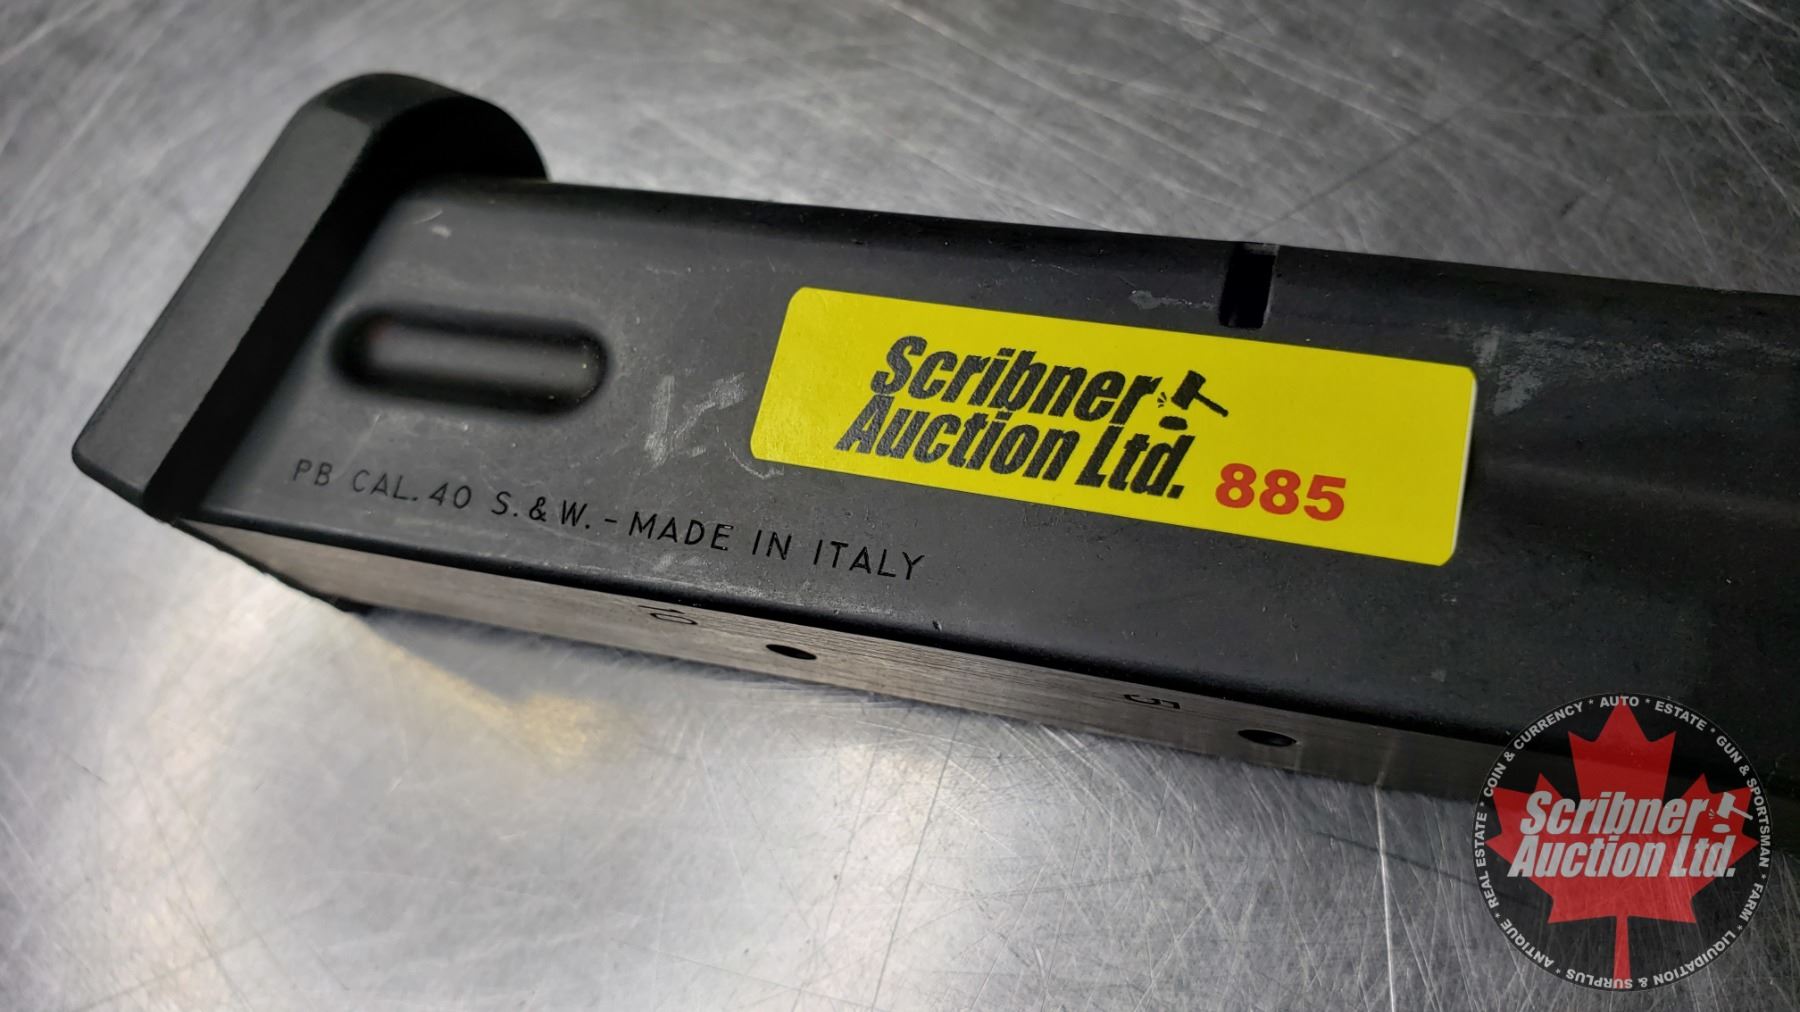 Scribner
Auction Ltd. 885
PB CAL. 40 S. & W. - MADE IN ITALY
10
5
Scribner
Auction Ltd.
ANTIQUE * REAL ESTATE * COIN & CURRENCY * AUTO * ESTATE * GUN & SPORTSMAN * FARM * LIQUIDATION & SURPLUS *